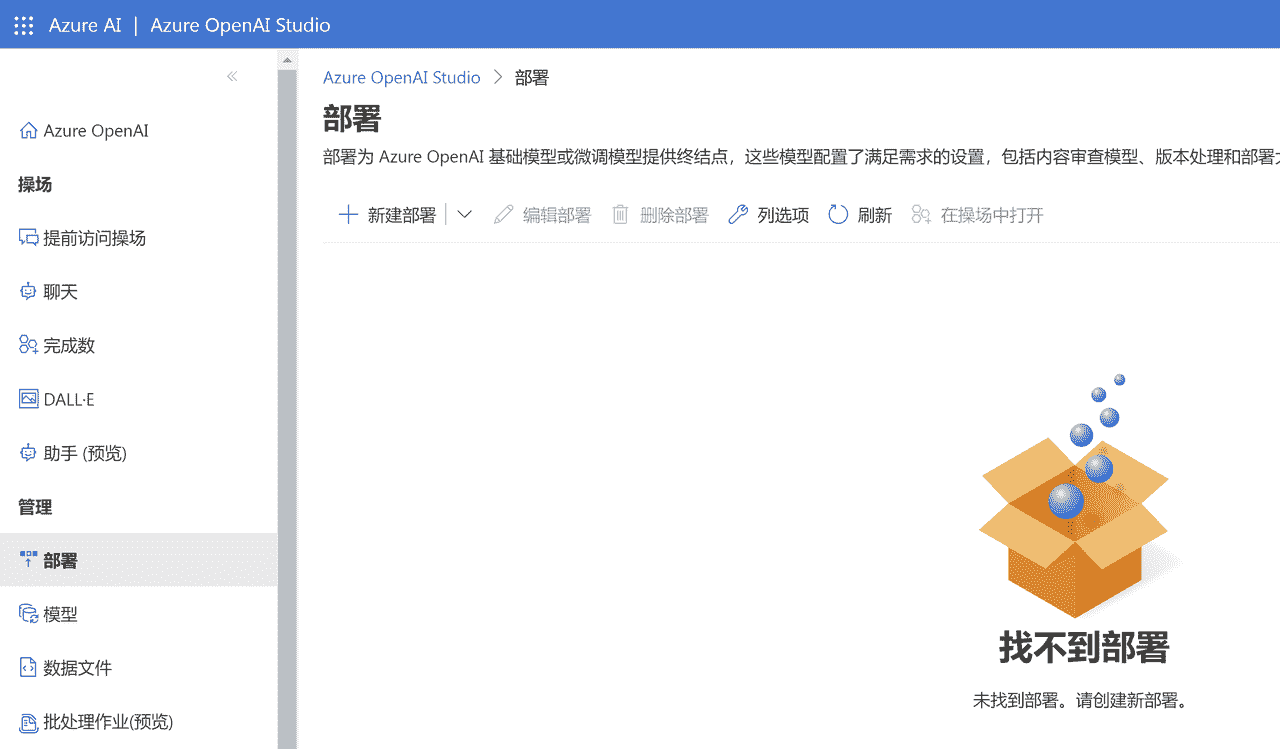 Azure AI | Azure OpenAI Studio
Azure OpenAI
操场
提前访问操场
聊天
完成数
DALL·E
助手 (预览)
管理
部署
模型
数据文件
批处理作业(预览)
Azure OpenAI Studio > 部署
部署
部署为 Azure OpenAI 基础模型或微调模型提供终结点，这些模型配置了满足需求的设置，包括内容审查模型、版本处理和部署
新建部署 编辑部署 删除部署 列选项 刷新 在操场中打开
找不到部署
未找到部署。请创建新部署。